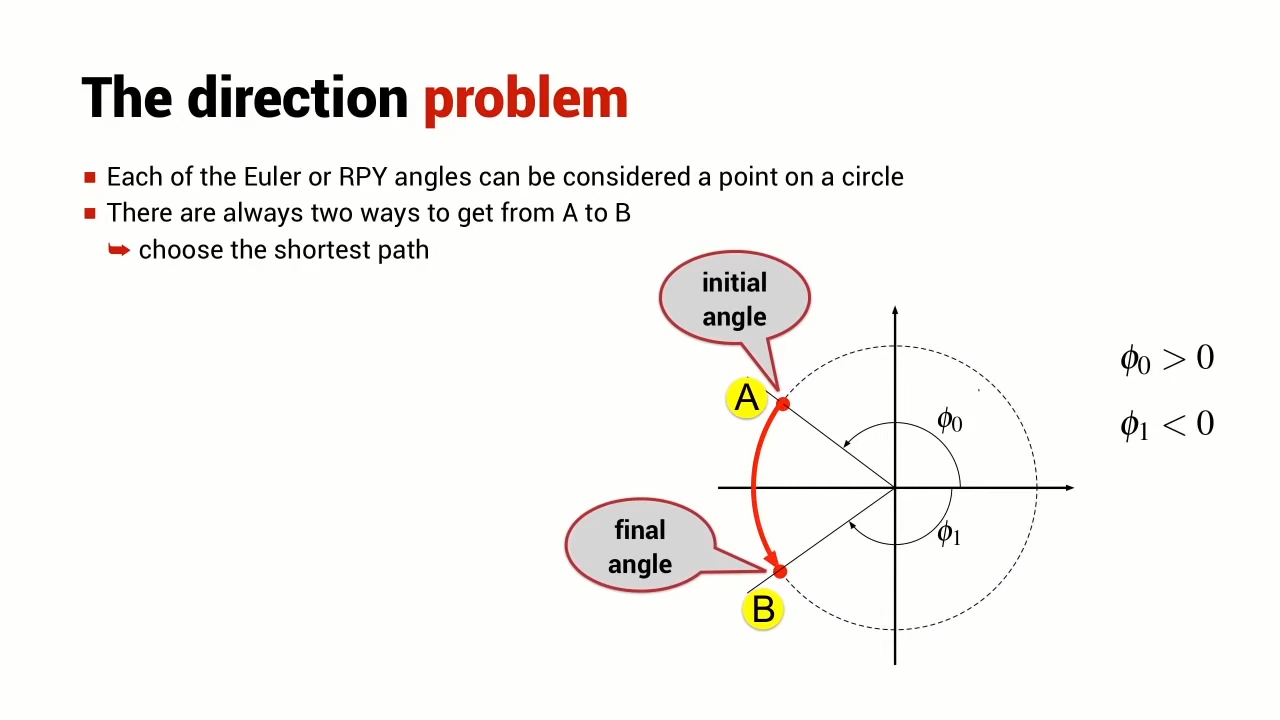 The direction problem
■ Each of the Euler or RPY angles can be considered a point on a circle
■ There are always two ways to get from A to B
➥ choose the shortest path
initial
angle
A
ϕ₀
ϕ₀ > 0
ϕ₁ < 0
final
angle
ϕ₁
B